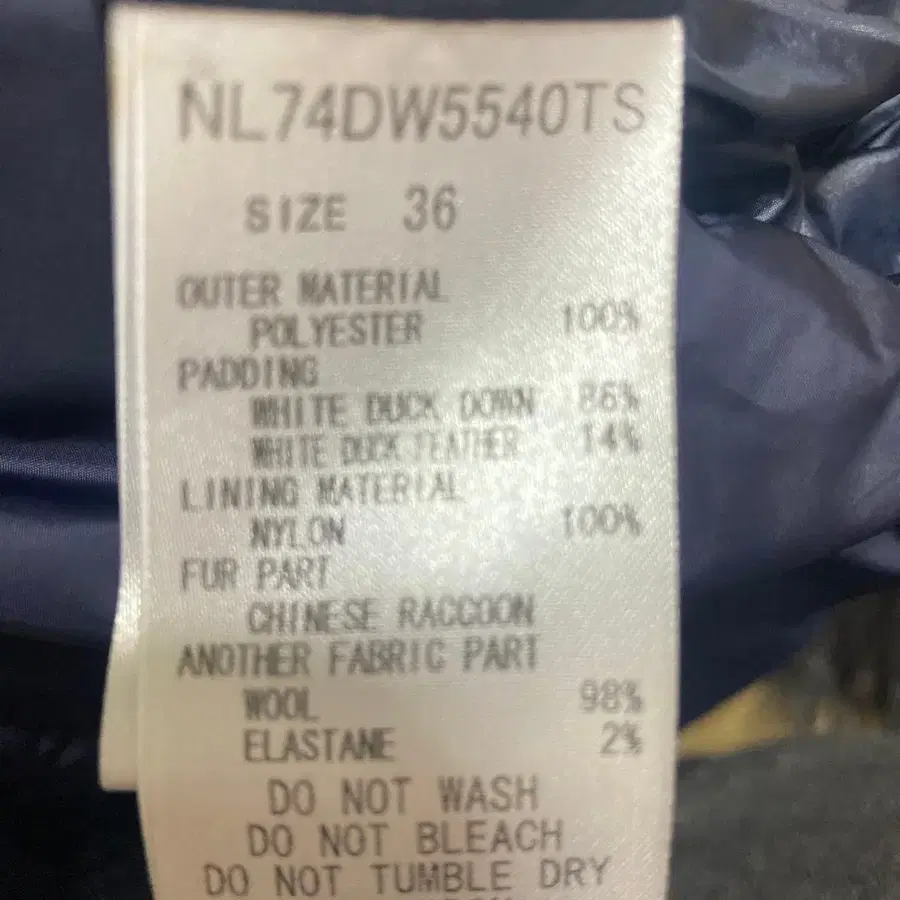 NL74DW5540TS
SIZE 36
OUTER MATERIAL
POLYESTER 100%
PADDING
WHITE DUCK DOWN 86%
WHITE DUCK FEATHER 14%
LINING MATERIAL
NYLON 100%
FUR PART
CHINESE RACCOON
ANOTHER FABRIC PART
WOOL 98%
ELASTANE 2%
DO NOT WASH
DO NOT BLEACH
DO NOT TUMBLE DRY